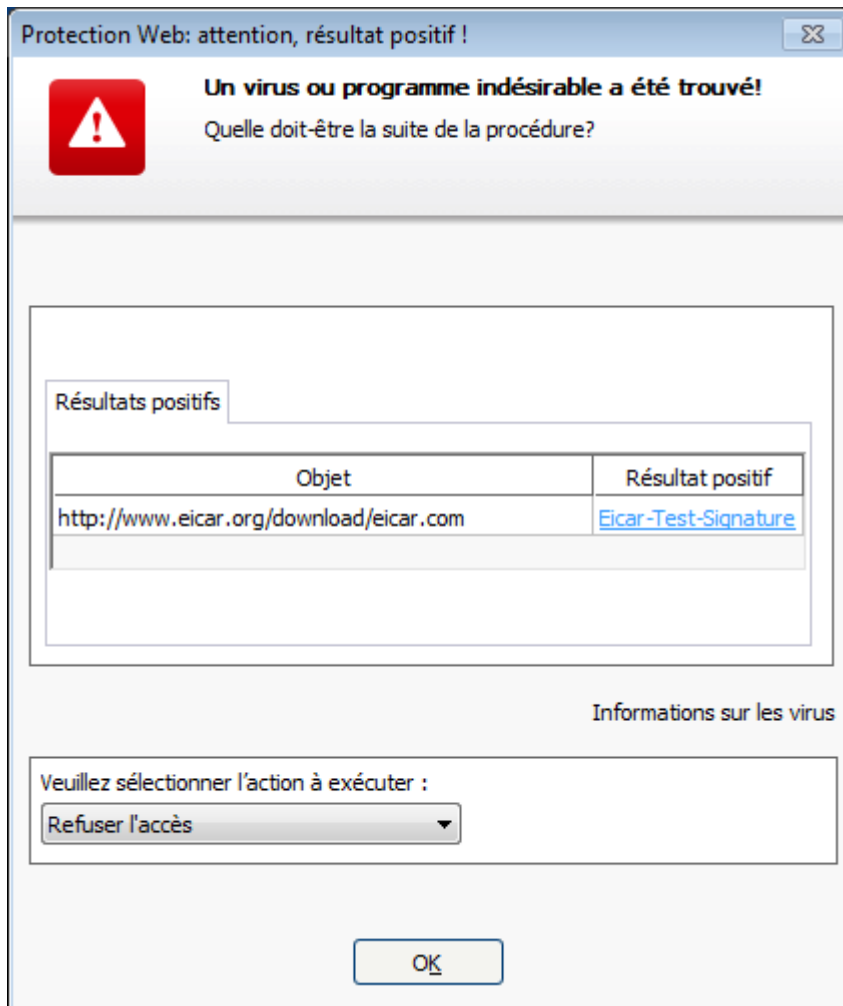 Protection Web: attention, résultat positif !
Un virus ou programme indésirable a été trouvé!
Quelle doit-être la suite de la procédure?
Résultats positifs
Objet Résultat positif
http://www.eicar.org/download/eicar.com Eicar-Test-Signature
Informations sur les virus
Veuillez sélectionner l'action à exécuter :
Refuser l'accès
OK